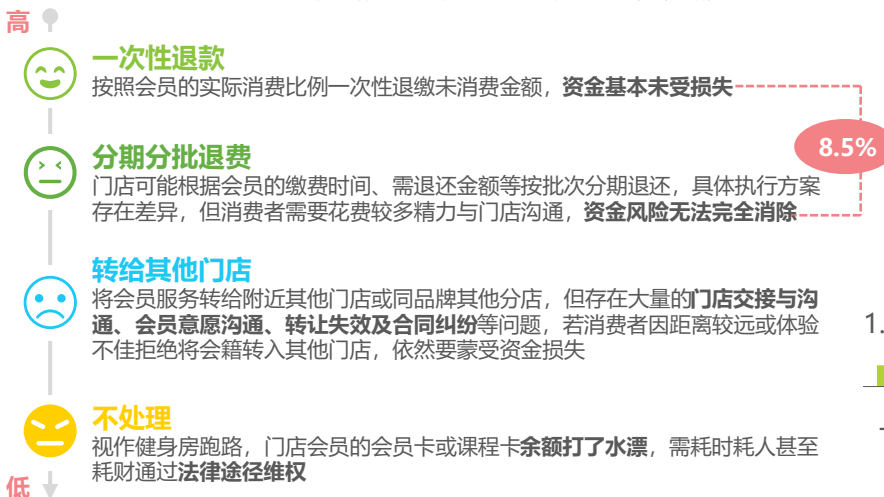 高
一次性退款
按照会员的实际消费比例一次性退缴未消费金额，资金基本未受损失
8.5%
分期分批退费
门店可能根据会员的缴费时间、需退还金额等按批次分期退还，具体执行方案
存在差异，但消费者需要花费较多精力与门店沟通，资金风险无法完全消除
转给其他门店
将会员服务转给附近其他门店或同品牌其他分店，但存在大量的门店交接与沟
通、会员意愿沟通、转让失效及合同纠纷等问题，若消费者因距离较远或体验
不佳拒绝将会籍转入其他门店，依然要蒙受资金损失
1.
不处理
视作健身房跑路，门店会员的会员卡或课程卡余额打了水漂，需耗时耗人甚至
耗财通过法律途径维权
低